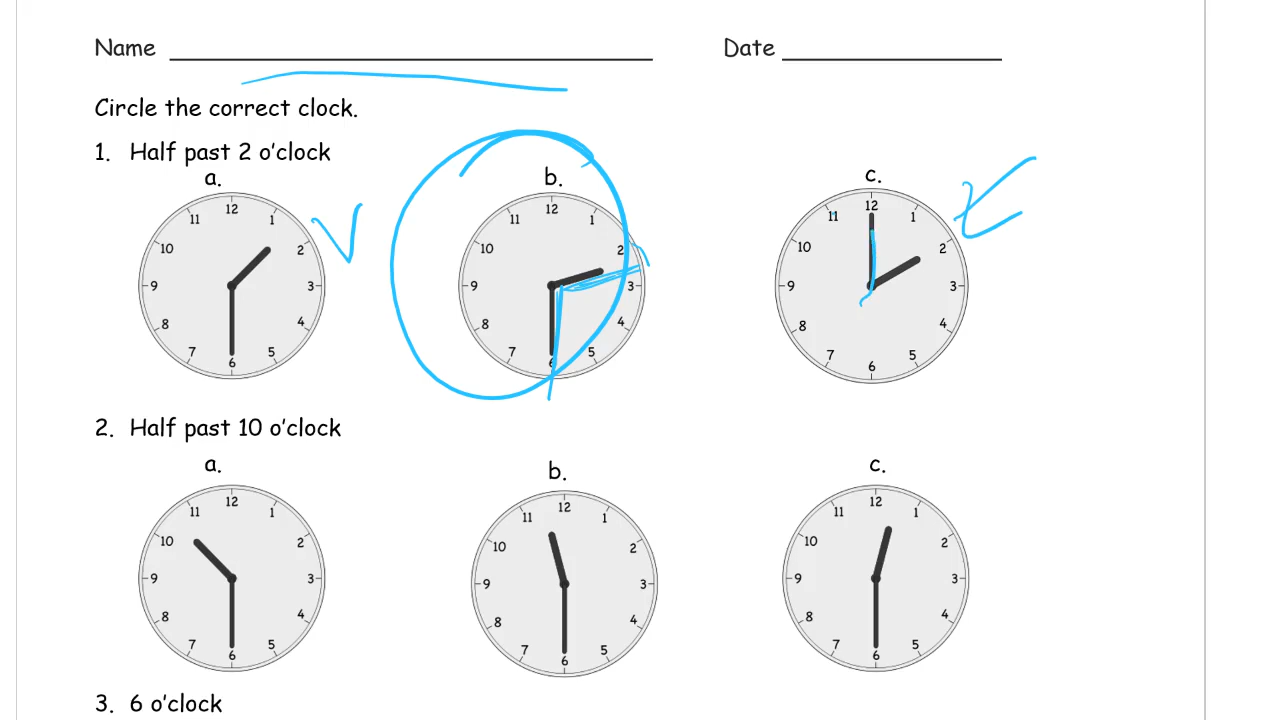 Name Date
Circle the correct clock.
1. Half past 2 o'clock
a. b. c.
12 1 2 3 4 5 6 7 8 9 10 11
12 1 2 3 4 5 6 7 8 9 10 11
12 1 2 3 4 5 6 7 8 9 10 11
2. Half past 10 o'clock
a. b. c.
12 1 2 3 4 5 6 7 8 9 10 11
12 1 2 3 4 5 6 7 8 9 10 11
12 1 2 3 4 5 6 7 8 9 10 11
3. 6 o'clock